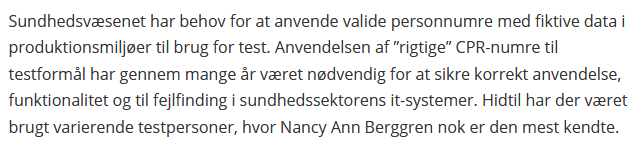 Sundhedsvæsenet har behov for at anvende valide personnumre med fiktive data i
produktionsmiljøer til brug for test. Anvendelsen af ”rigtige” CPR-numre til
testformål har gennem mange år været nødvendig for at sikre korrekt anvendelse,
funktionalitet og til fejlfinding i sundhedssektorens it-systemer. Hidtil har der været
brugt varierende testpersoner, hvor Nancy Ann Berggren nok er den mest kendte.